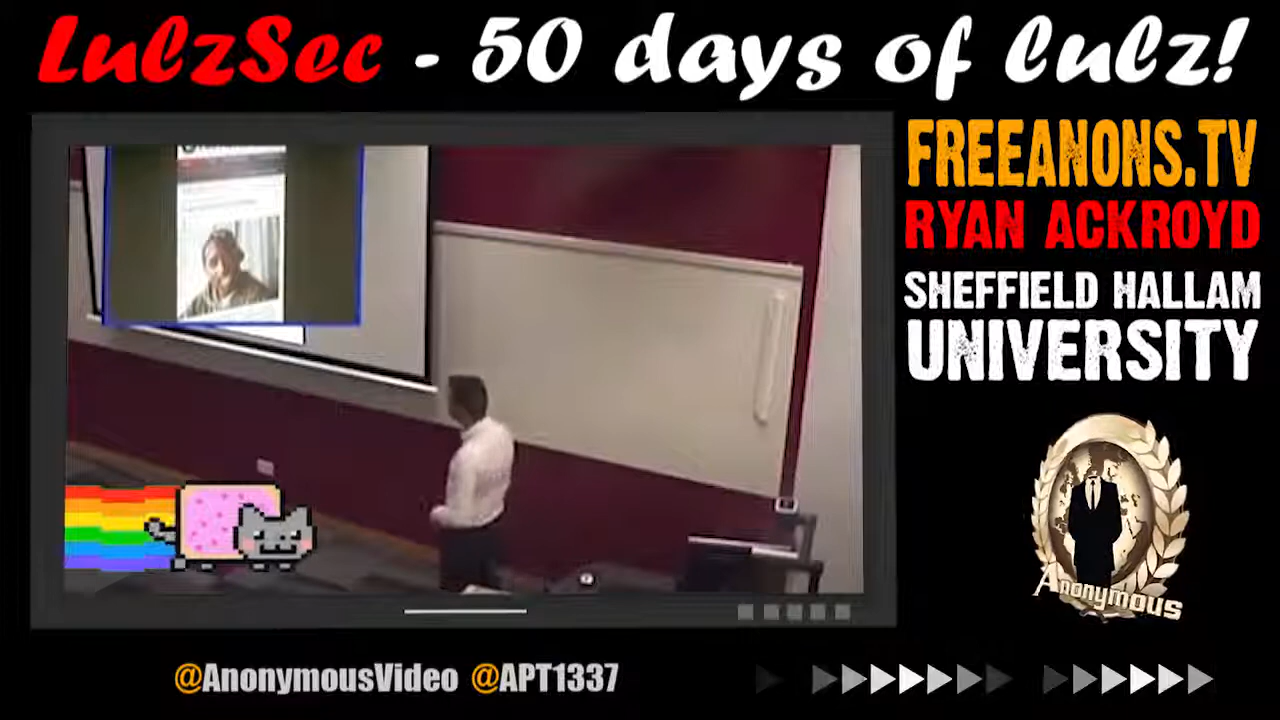 LulzSec - 50 days of lulz!
FREEANONS.TV
RYAN ACKROYD
SHEFFIELD HALLAM
UNIVERSITY
Anonymous
@AnonymousVideo @APT1337